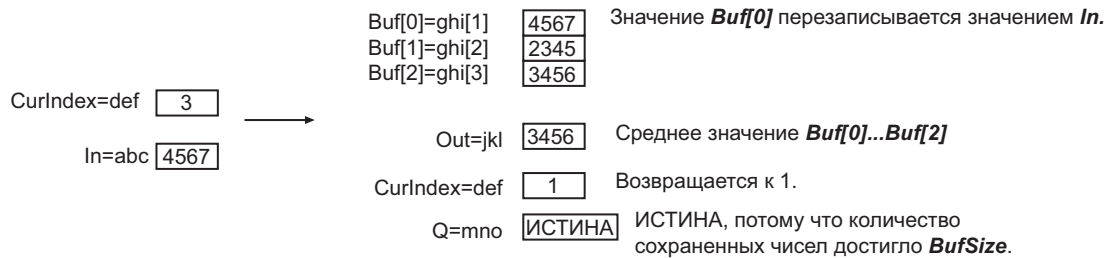 Buf[0]=ghi[1] 4567 Значение Buf[0] перезаписывается значением In.
Buf[1]=ghi[2] 2345
Buf[2]=ghi[3] 3456
CurIndex=def 3
In=abc 4567
Out=jkl 3456 Среднее значение Buf[0]...Buf[2]
CurIndex=def 1 Возвращается к 1.
Q=mno ИСТИНА ИСТИНА, потому что количество
сохраненных чисел достигло BufSize.